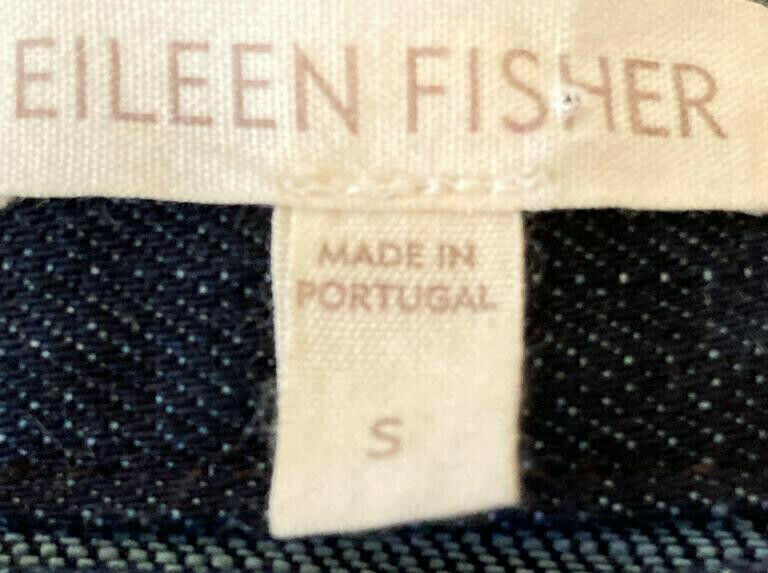 EILEEN FISHER
MADE IN
PORTUGAL
S